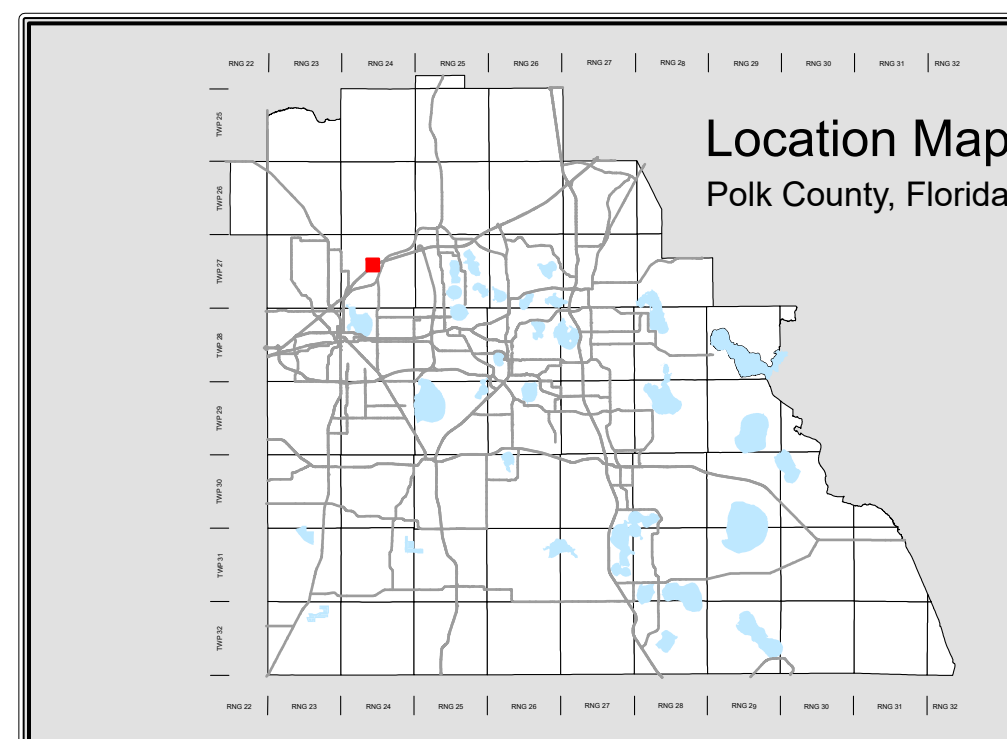 RNG 22 RNG 23 RNG 24 RNG 25 RNG 26 RNG 27 RNG 28 RNG 29 RNG 30 RNG 31 RNG 32
TWP 25
Location Map
TWP 26
Polk County, Florida
TWP 27
TWP 28
TWP 29
TWP 30
TWP 31
TWP 32
RNG 22 RNG 23 RNG 24 RNG 25 RNG 26 RNG 27 RNG 28 RNG 29 RNG 30 RNG 31 RNG 32